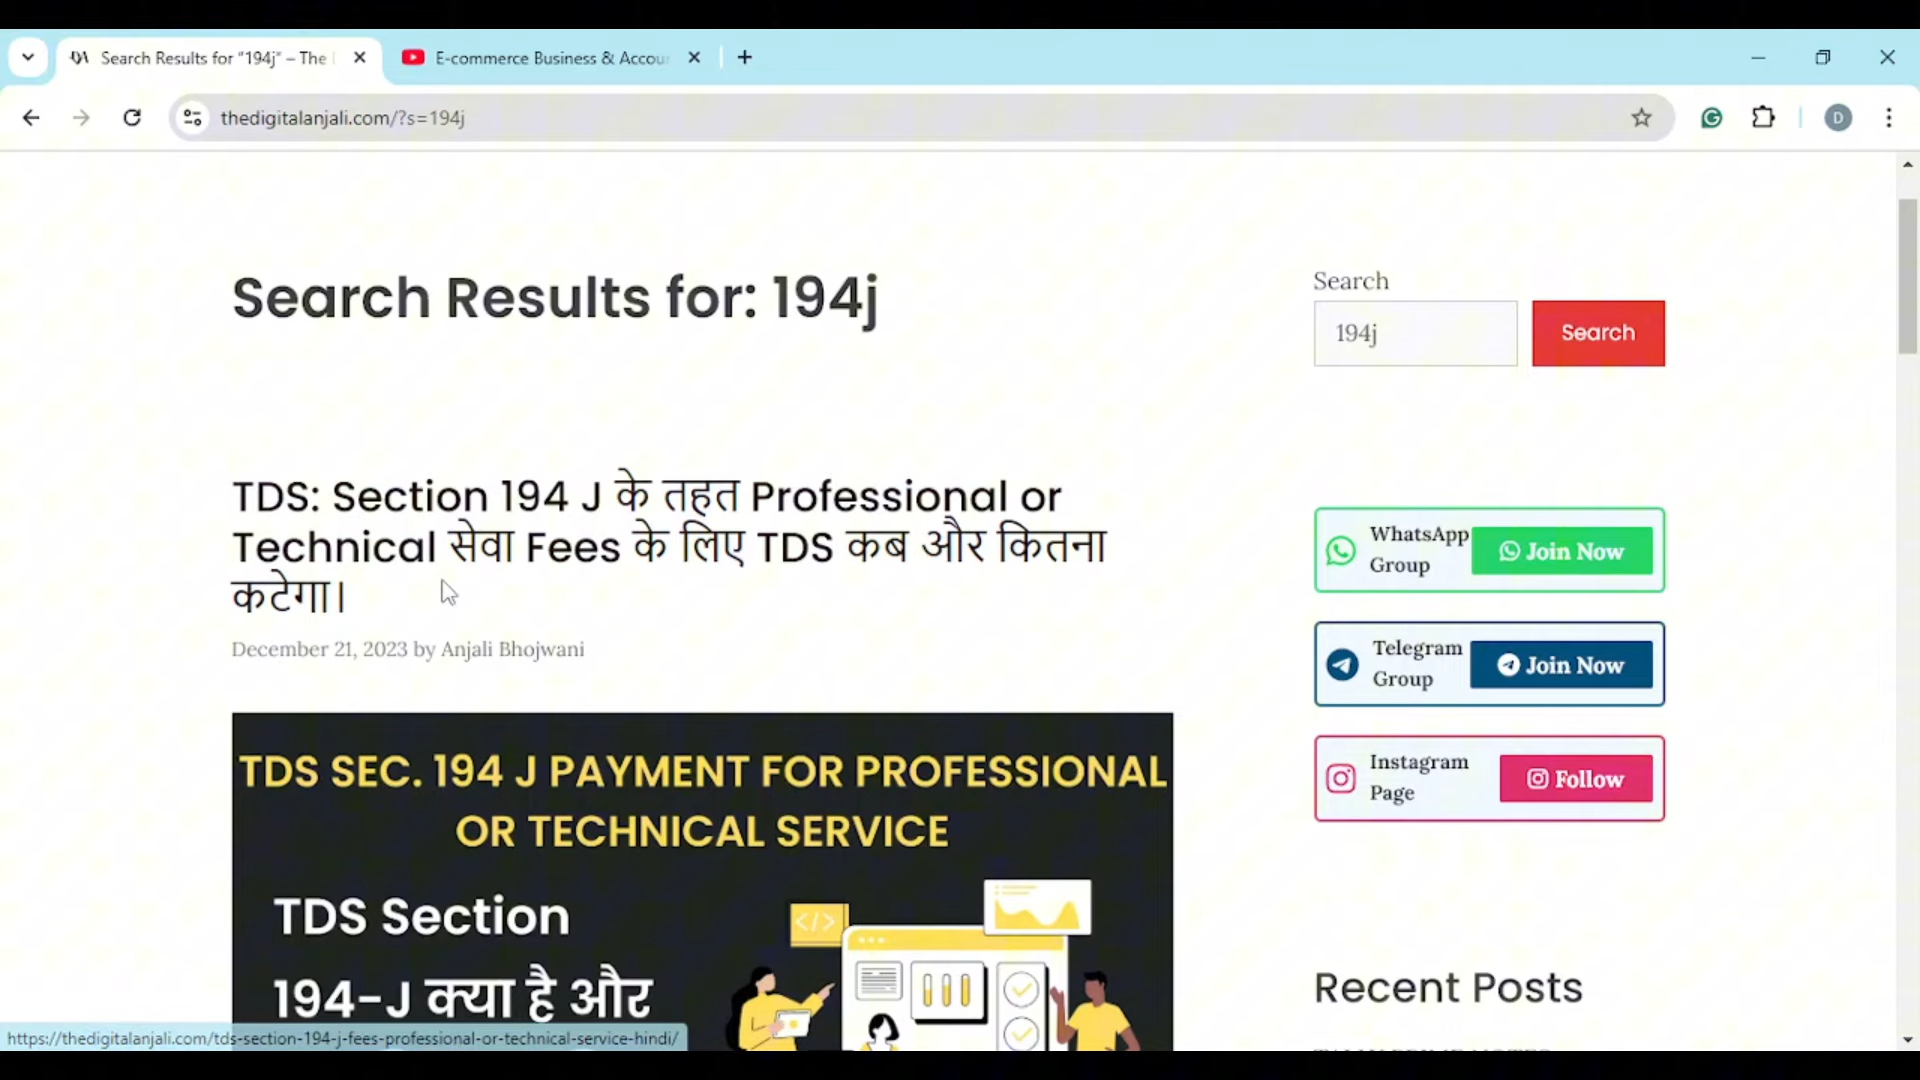 Search Results for "194j" – The
E-commerce Business & Accou
thedigitalanjali.com/?s=194j
D
Search Results for: 194j
Search
194j
Search
TDS: Section 194 J के तहत Professional or
Technical सेवा Fees के लिए TDS कब और कितना
कटेगा।
December 21, 2023 by Anjali Bhojwani
WhatsApp
Group
Join Now
Telegram
Group
Join Now
Instagram
Page
Follow
TDS SEC. 194 J PAYMENT FOR PROFESSIONAL
OR TECHNICAL SERVICE
TDS Section
194-J क्या है और
Recent Posts
https://thedigitalanjali.com/tds-section-194-j-fees-professional-or-technical-service-hindi/